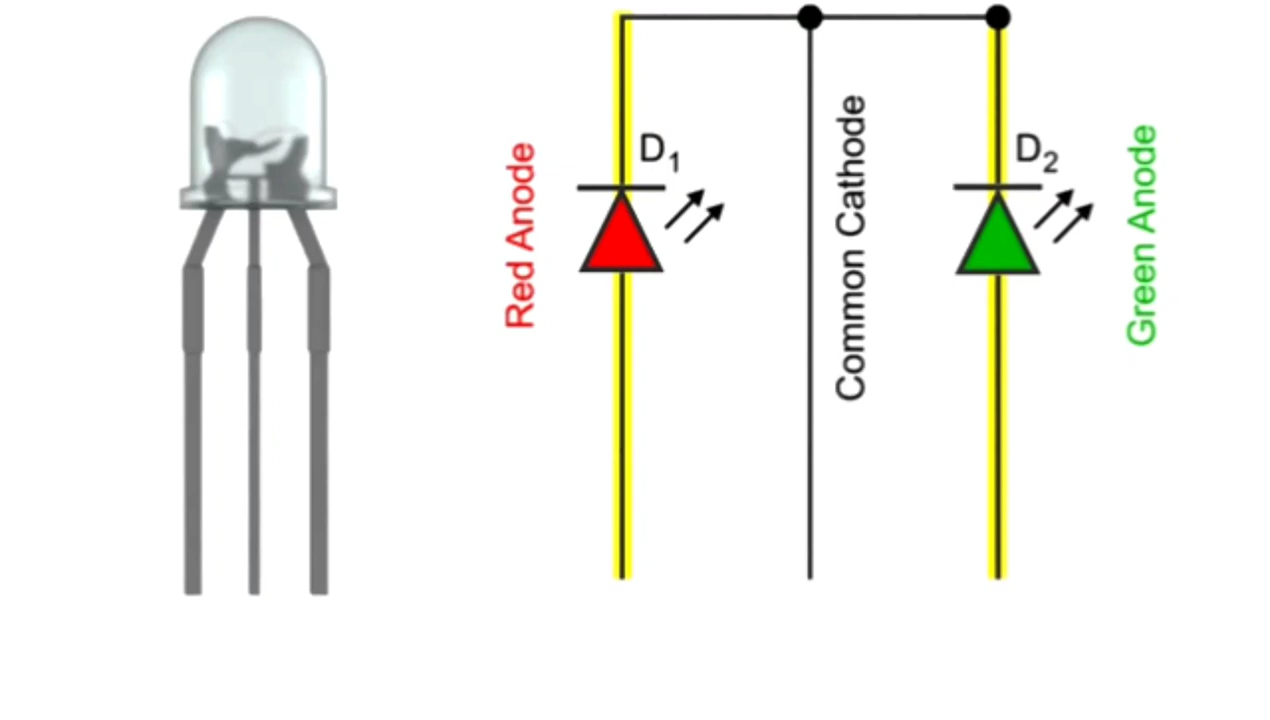 Red Anode
D₁
Common Cathode
D₂
Green Anode